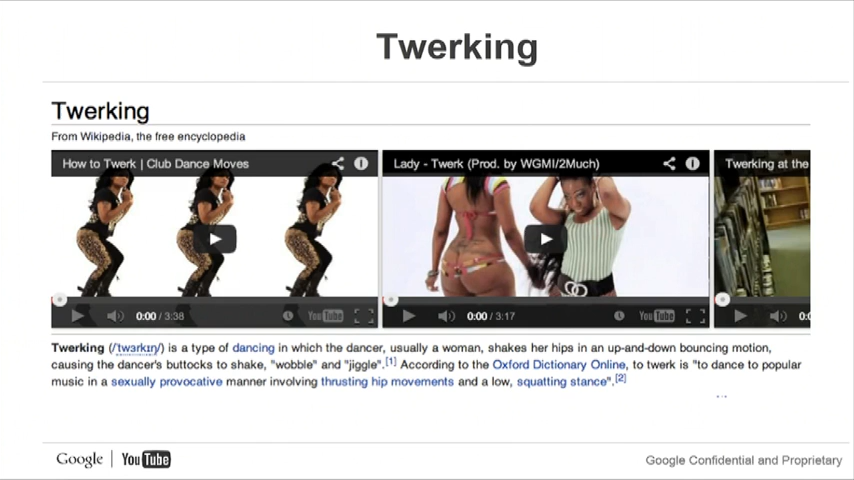 Twerking
Twerking
From Wikipedia, the free encyclopedia
How to Twerk | Club Dance Moves
Lady - Twerk (Prod. by WGMI/2Much)
Twerking at the
0:00 / 3:38
YouTube
0:00 / 3:17
YouTube
Twerking (/ˈtwərkɪŋ/) is a type of dancing in which the dancer, usually a woman, shakes her hips in an up-and-down bouncing motion,
causing the dancer's buttocks to shake, "wobble" and "jiggle".[1] According to the Oxford Dictionary Online, to twerk is "to dance to popular
music in a sexually provocative manner involving thrusting hip movements and a low, squatting stance".[2]
Google | YouTube
Google Confidential and Proprietary